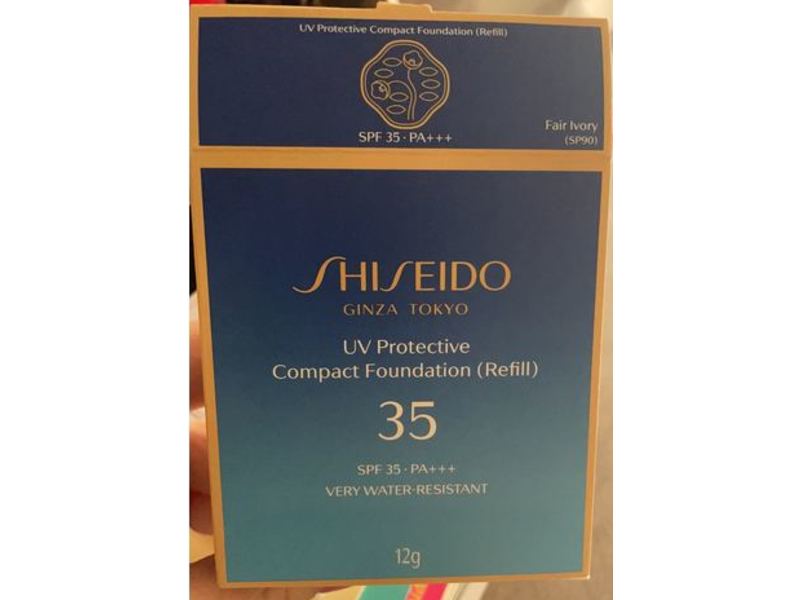 UV Protective Compact Foundation (Refill)
SPF 35 · PA+++
Fair Ivory
(SP90)
SHISEIDO
GINZA TOKYO
UV Protective
Compact Foundation (Refill)
35
SPF 35 · PA+++
VERY WATER-RESISTANT
12g